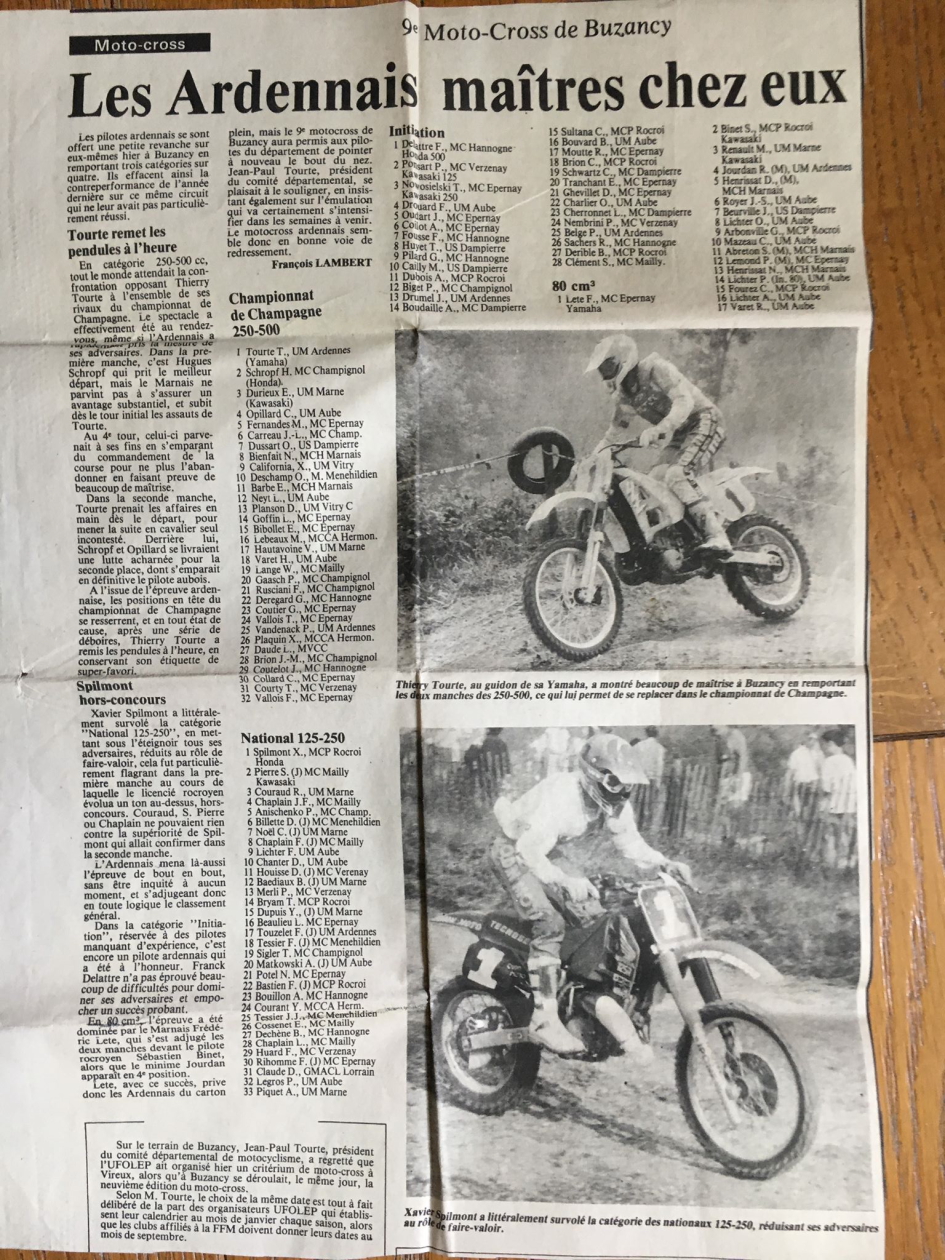 Moto-cross
9e Moto-Cross de Buzancy
Les Ardennais maîtres chez eux
Les pilotes ardennais se sont
offert une petite revanche sur
eux-mêmes hier à Buzancy en
remportant trois catégories sur
quatre. Ils effacent ainsi la
contreperformance de l'année
dernière sur ce même circuit
qui ne leur avait pas particuliè-
rement réussi.
Tourte remet les
pendules à l'heure
En catégorie 250-500 cc,
tout le monde attendait la con-
frontation opposant Thierry
Tourte à l'ensemble de ses
rivaux du championnat de
Champagne. Le spectacle a
effectivement été au rendez-
vous, même si l'Ardennais a
rapidement pris la mesure de
ses adversaires. Dans la pre-
mière manche, c'est Hugues
Schropf qui prit le meilleur
départ, mais le Marnais ne
parvint pas à s'assurer un
avantage substantiel, et subit
dès le tour initial les assauts de
Tourte.
Au 4e tour, celui-ci parve-
nait à ses fins en s'emparant
du commandement de la
course pour ne plus l'aban-
donner en faisant preuve de
beaucoup de maîtrise.
Dans la seconde manche,
Tourte prenait les affaires en
main dès le départ, pour
mener la suite en cavalier seul
incontesté. Derrière lui,
Schropf et Opillard se livraient
une lutte acharnée pour la
seconde place, dont s'emparait
en définitive le pilote aubois.
A l'issue de l'épreuve arden-
naise, les positions en tête du
championnat de Champagne
se resserrent, et en tout état de
cause, après une série de
déboires, Thierry Tourte a
remis les pendules à l'heure, en
conservant son étiquette de
super-favori.
Spilmont
hors-concours
Xavier Spilmont a littérale-
ment survolé la catégorie
"National 125-250", en met-
tant sous l'éteignoir tous ses
adversaires, réduits au rôle de
faire-valoir, cela fut particuliè-
rement flagrant dans la pre-
mière manche au cours de
laquelle le licencié rocroyen
évolua un ton au-dessus, hors-
concours. Couraud, S. Pierre
ou Chaplain ne pouvaient rien
contre la supériorité de Spil-
mont qui allait confirmer dans
la seconde manche.
L'Ardennais mena là-aussi
l'épreuve de bout en bout,
sans être inquité à aucun
moment, et s'adjugeant donc
en toute logique le classement
général.
Dans la catégorie "Initia-
tion", réservée à des pilotes
manquant d'expérience, c'est
encore un pilote ardennais qui
a été à l'honneur. Franck
Delattre n'a pas éprouvé beau-
coup de difficultés pour domi-
ner ses adversaires et empo-
cher un succès probant.
En 80 cm³, l'épreuve a été
dominée par le Marnais Frédé-
ric Lete, qui s'est adjugé les
deux manches devant le pilote
rocroyen Sébastien Binet,
alors que le minime Jourdan
apparaît en 4e position.
Lete, avec ce succès, prive
donc les Ardennais du carton
plein, mais le 9e motocross de
Buzancy aura permis aux pilo-
tes du département de pointer
à nouveau le bout du nez.
Jean-Paul Tourte, président
du comité départemental, se
plaisait à le souligner, en insis-
tant également sur l'émulation
qui va certainement s'intensi-
fier dans les semaines à venir.
Le motocross ardennais sem-
ble donc en bonne voie de
redressement.
François LAMBERT
Championnat
de Champagne
250-500
1 Tourte T., UM Ardennes
(Yamaha)
2 Schropf H. MC Champignol
(Honda).
3 Durieux E., UM Marne
(Kawasaki)
4 Opillard C., UM Aube
5 Fernandes M., MC Epernay
6 Carreau J.-L., MC Champ.
7 Dussart O., US Dampierre
8 Bienfait N., MCH Marnais
9 California, X., UM Vitry
10 Deschamp O., M. Menehildien
11 Barbe E., MCH Marnais
12 Neyt L., UM Aube
13 Planson D., UM Vitry C
14 Goffin L., MC Epernay
15 Bibollet E., MC Epernay
16 Lebeaux M., MCCA Hermon.
17 Hautavoine V., UM Marne
18 Varet H., UM Aube
19 Lange W., MC Mailly
20 Gaasch P., MC Champignol
21 Rusciani F., MC Champignol
22 Deregard G., MC Hannogne
23 Coutier G., MC Epernay
24 Vallois T., MC Epernay
25 Vandenack P., UM Ardennes
26 Plaquin X., MCCA Hermon.
27 Daude L., MVCC
28 Brion J.-M., MC Champignol
29 Coutelot J., MC Hannogne
30 Collard C., MC Epernay
31 Courty T., MC Verzenay
32 Vallois F., MC Epernay
National 125-250
1 Spilmont X., MCP Rocroi
Honda
2 Pierre S. (J) MC Mailly
Kawasaki
3 Couraud R., UM Marne
4 Chaplain J.F., MC Mailly
5 Anischenko P., MC Champ.
6 Billette D. (J) MC Menehildien
7 Noël C. (J) UM Marne
8 Chaplain F. (J) MC Mailly
9 Lichter F. UM Aube
10 Chanter D., UM Aube
11 Houisse D. (J) MC Verenay
12 Baediaux B. (J) UM Marne
13 Merli P., MC Verzenay
14 Bryam T. MCP Rocroi
15 Dupuis Y., (J) UM Marne
16 Beaulieu L. MC Epernay
17 Touzelet F. (J) UM Ardennes
18 Tessier F. (J) MC Menehildien
19 Sigler T. MC Champignol
20 Matkowski A. (J) UM Aube
21 Potel N. MC Epernay
22 Bastien F. (J) MCP Rocroi
23 Bouillon A. MC Hannogne
24 Courant Y. MCCA Herm.
25 Tessier J.J., MC Menehildien
26 Cossenet E., MC Mailly
27 Dechène B., MC Hannogne
28 Chaplain L., MC Mailly
29 Huard F., MC Verzenay
30 Rihomme F. (J) MC Epernay
31 Claude D., GMACL Lorrain
32 Legros P., UM Aube
33 Piquet A., UM Marne
Initiation
1 Delattre F., MC Hannogne
Honda 500
2 Ponsart P., MC Verzenay
Kawasaki 125
3 Novosielski T., MC Epernay
Kawasaki 250
4 Drouard F., UM Aube
5 Oudart J., MC Epernay
6 Collot A., MC Epernay
7 Fousse F., MC Hannogne
8 Huyet T., US Dampierre
9 Pilard G., MC Hannogne
10 Cailly M., US Dampierre
11 Dubois A., MCP Rocroi
12 Biget P., MC Champignol
13 Drumel J., UM Ardennes
14 Boudaille A., MC Dampierre
15 Sultana C., MCP Rocroi
16 Bouvard B., UM Aube
17 Moutte R., MC Epernay
18 Brion C., MCP Rocroi
19 Schwartz C., MC Dampierre
20 Tranchant E., MC Epernay
21 Ghevillet D., MC Epernay
22 Charlier O., UM Aube
23 Cherronnet L., MC Dampierre
24 Nembrini P., MC Verzenay
25 Belge P., UM Ardennes
26 Sachers R., MC Hannogne
27 Derible B., MCP Rocroi
28 Clément S., MC Mailly.
80 cm³
1 Lete F., MC Epernay
Yamaha
2 Binet S., MCP Rocroi
Kawasaki
3 Renault M., UM Marne
Kawasaki
4 Jourdan R. (M), UM Ardennes
5 Henrissat D., (M),
MCH Marnais
6 Royer J.-S., UM Aube
7 Beurville J., US Dampierre
8 Lichter O., UM Aube
9 Arbonville G., MCP Rocroi
10 Mazeau C., UM Aube
11 Abreton S. (M), MCH Marnais
12 Lemond P. (M), MC Epernay
13 Henrissat N., MCH Marnais
14 Lichter P. (In. 80), UM Aube
15 Fourez C., MCP Rocroi
16 Lichter A., UM Aube
17 Varet R., UM Aube
1
Thierry Tourte, au guidon de sa Yamaha, a montré beaucoup de maîtrise à Buzancy en remportant
les deux manches des 250-500, ce qui lui permet de se replacer dans le championnat de Champagne.
1
1
Xavier Spilmont a littéralement survolé la catégorie des nationaux 125-250, réduisant ses adversaires
au rôle de faire-valoir.
Sur le terrain de Buzancy, Jean-Paul Tourte, président
du comité départemental de motocyclisme, a regretté que
l'UFOLEP ait organisé hier un critérium de moto-cross à
Vireux, alors qu'à Buzancy se déroulait, le même jour, la
neuvième édition du moto-cross.
Selon M. Tourte, le choix de la même date est tout à fait
délibéré de la part des organisateurs UFOLEP qui établis-
sent leur calendrier au mois de janvier chaque saison, alors
que les clubs affiliés à la FFM doivent donner leurs dates au
mois de septembre.